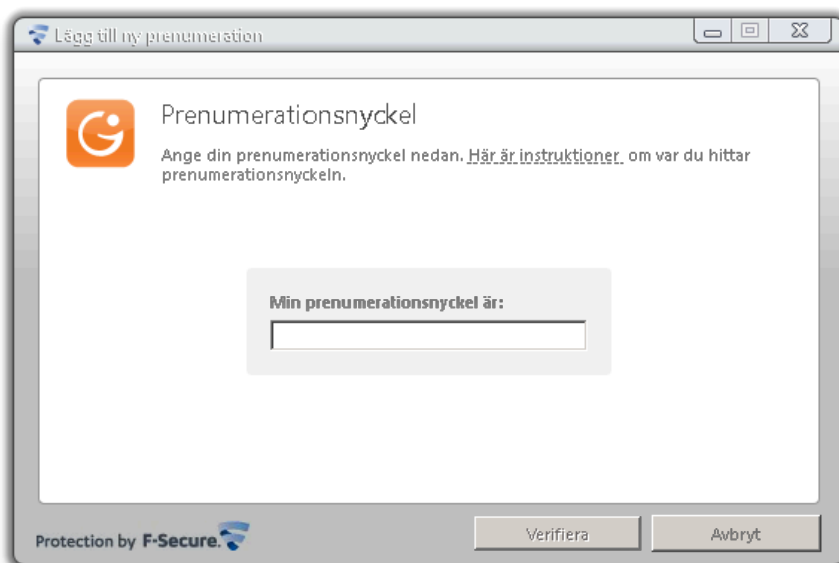 Lägg till ny prenumeration
Prenumerationsnyckel
Ange din prenumerationsnyckel nedan. Här är instruktioner om var du hittar
prenumerationsnyckeln.
Min prenumerationsnyckel är:
Protection by F-Secure.
Verifiera
Avbryt